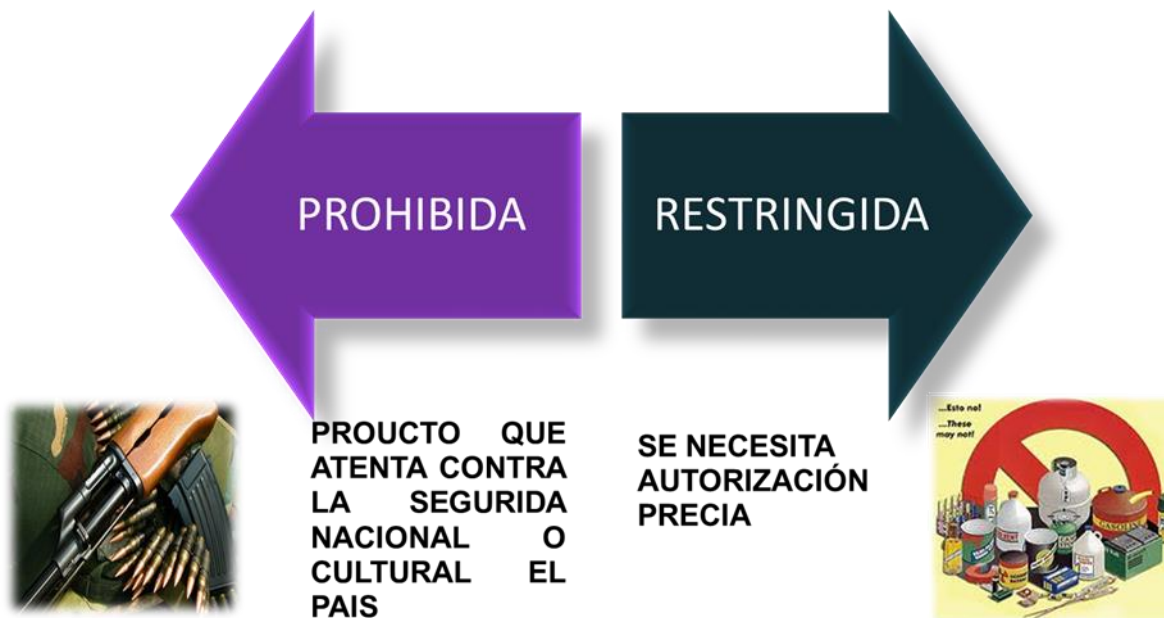 PROHIBIDA
RESTRINGIDA
PROUCTO QUE
ATENTA CONTRA
LA SEGURIDA
NACIONAL O
CULTURAL EL
PAIS
SE NECESITA
AUTORIZACIÓN
PRECIA
...Esto no!
...These
may not!
GASOLINE